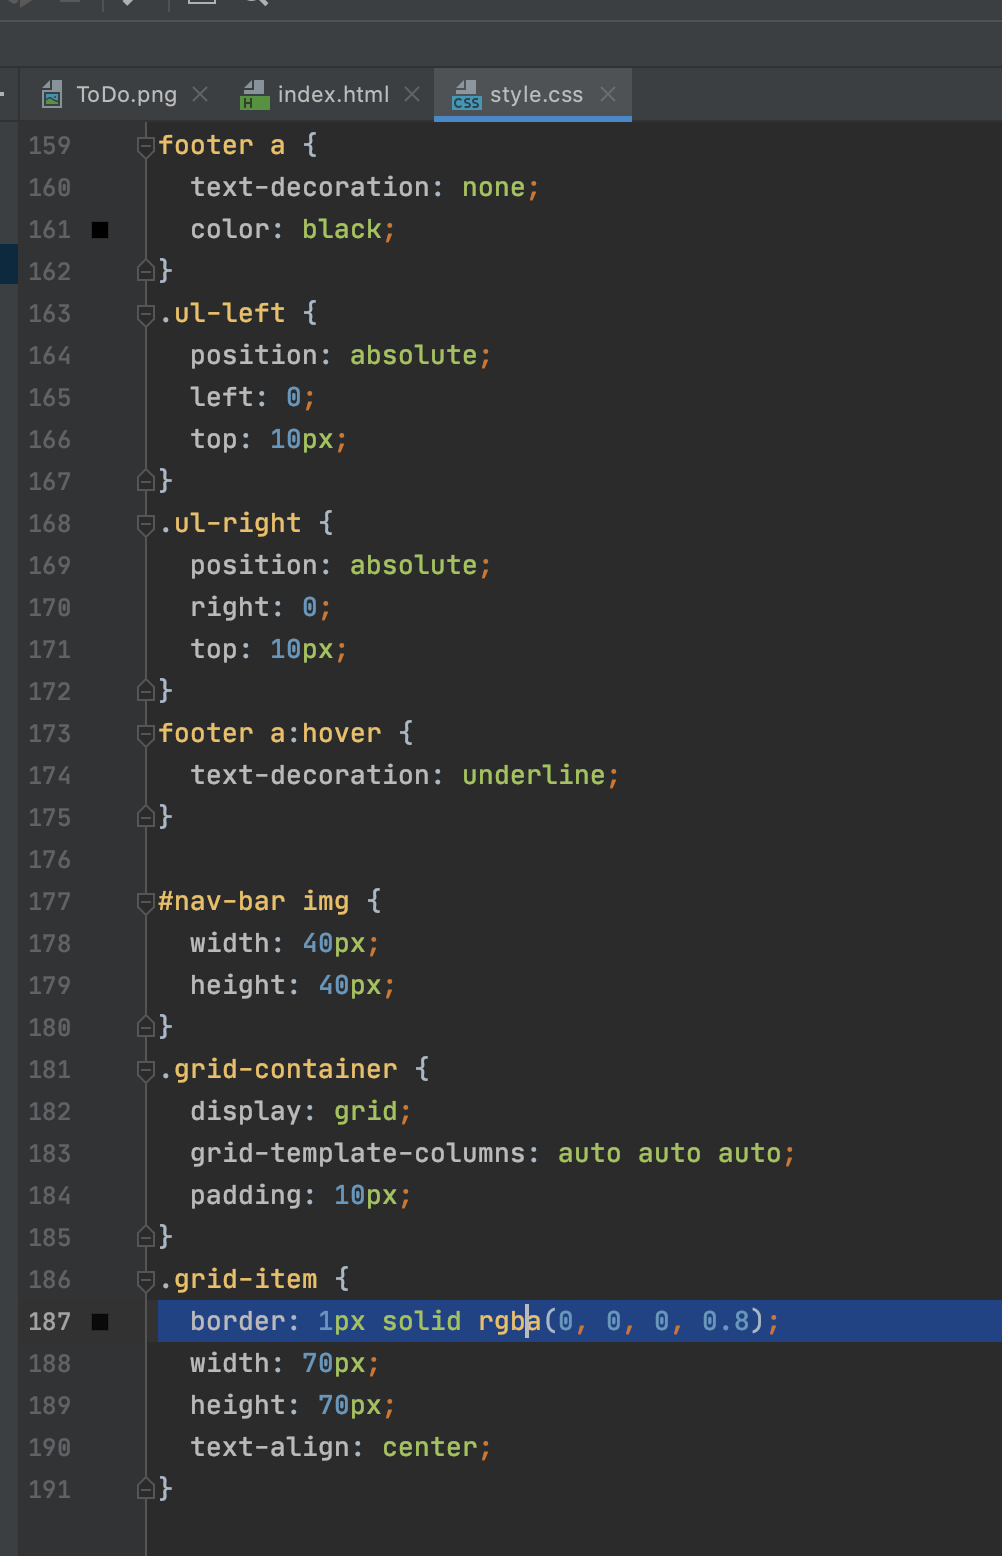 ToDo.png index.html style.css
159 footer a {
160   text-decoration: none;
161   color: black;
162 }
163 .ul-left {
164   position: absolute;
165   left: 0;
166   top: 10px;
167 }
168 .ul-right {
169   position: absolute;
170   right: 0;
171   top: 10px;
172 }
173 footer a:hover {
174   text-decoration: underline;
175 }
176
177 #nav-bar img {
178   width: 40px;
179   height: 40px;
180 }
181 .grid-container {
182   display: grid;
183   grid-template-columns: auto auto auto;
184   padding: 10px;
185 }
186 .grid-item {
187   border: 1px solid rgba(0, 0, 0, 0.8);
188   width: 70px;
189   height: 70px;
190   text-align: center;
191 }